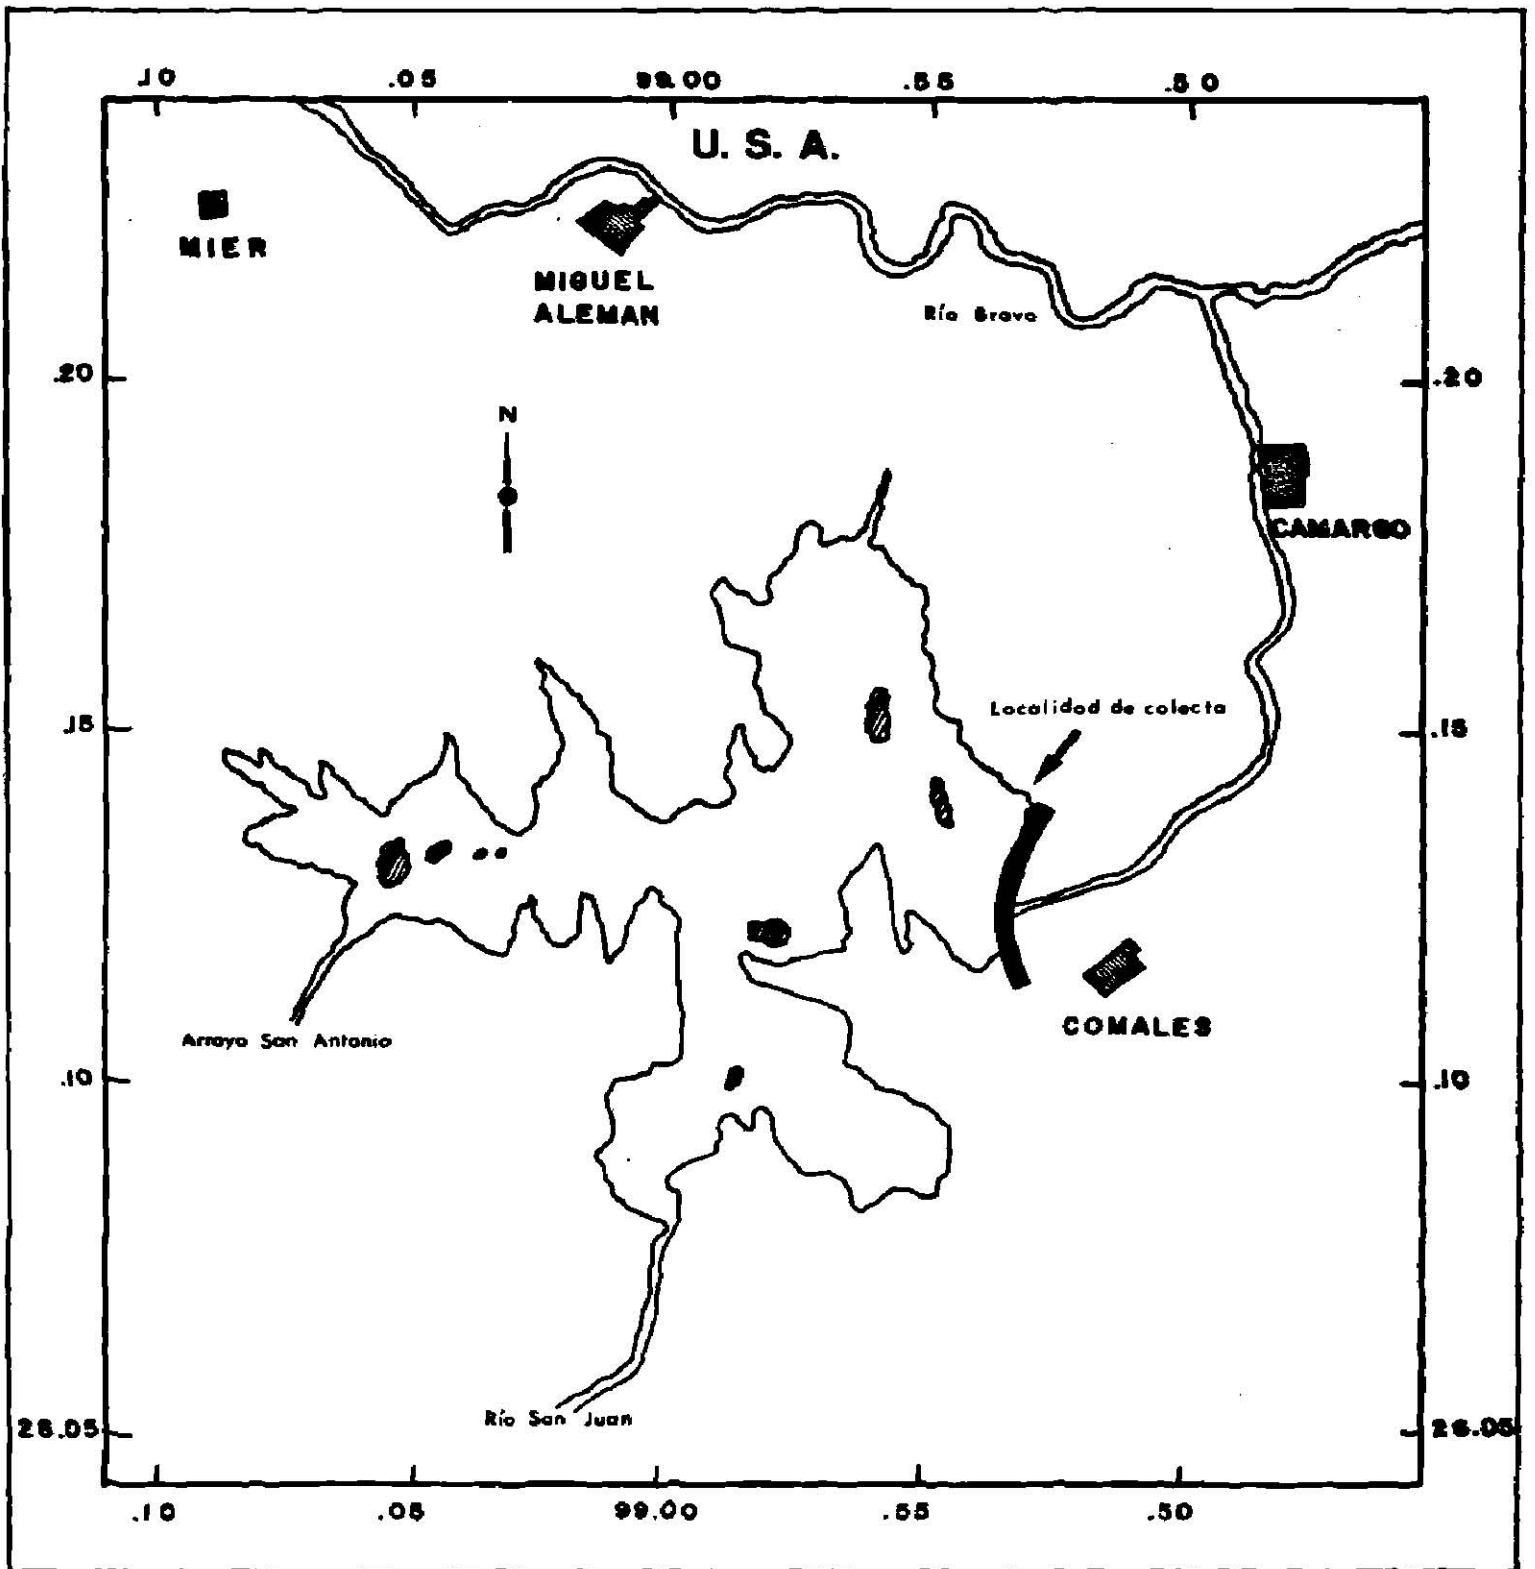 .10 .05 99.00 .55 .50
U. S. A.
MIER
MIGUEL
ALEMAN
Río Bravo
.20 .20
N
CAMARGO
Localidad de colecta
.15 .15
COMALES
Arroyo San Antonio
.10 .10
Río San Juan
26.05 26.05
.10 .05 99.00 .55 .50